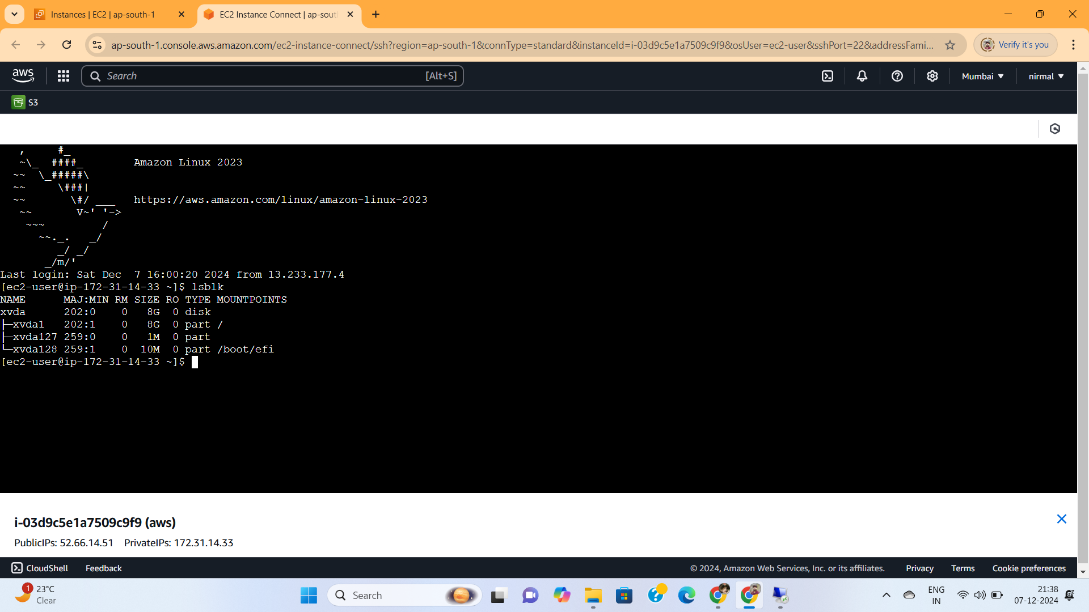 Instances | EC2 | ap-south-1
EC2 Instance Connect | ap-sout
ap-south-1.console.aws.amazon.com/ec2-instance-connect/ssh?region=ap-south-1&connType=standard&instanceId=i-03d9c5e1a7509c9f9&osUser=ec2-user&sshPort=22&addressFami...
Verify it's you
aws
Search [Alt+S]
Mumbai
nirmal
S3
,     #_
~\_  ####_        Amazon Linux 2023
~~  \_#####\
~~     \###|
~~       \#/ ___   https://aws.amazon.com/linux/amazon-linux-2023
~~       V~' '->
~~~         /
~~._.   _/
_/ _/
_/m/'
Last login: Sat Dec  7 16:00:20 2024 from 13.233.177.4
[ec2-user@ip-172-31-14-33 ~]$ lsblk
NAME      MAJ:MIN RM SIZE RO TYPE MOUNTPOINTS
xvda      202:0    0   8G  0 disk
├─xvda1   202:1    0   8G  0 part /
├─xvda127 259:0    0   1M  0 part
└─xvda128 259:1    0  10M  0 part /boot/efi
[ec2-user@ip-172-31-14-33 ~]$
i-03d9c5e1a7509c9f9 (aws)
PublicIPs: 52.66.14.51 PrivateIPs: 172.31.14.33
CloudShell Feedback © 2024, Amazon Web Services, Inc. or its affiliates. Privacy Terms Cookie preferences
1
23°C
Clear
Search
ENG
IN
21:38
07-12-2024